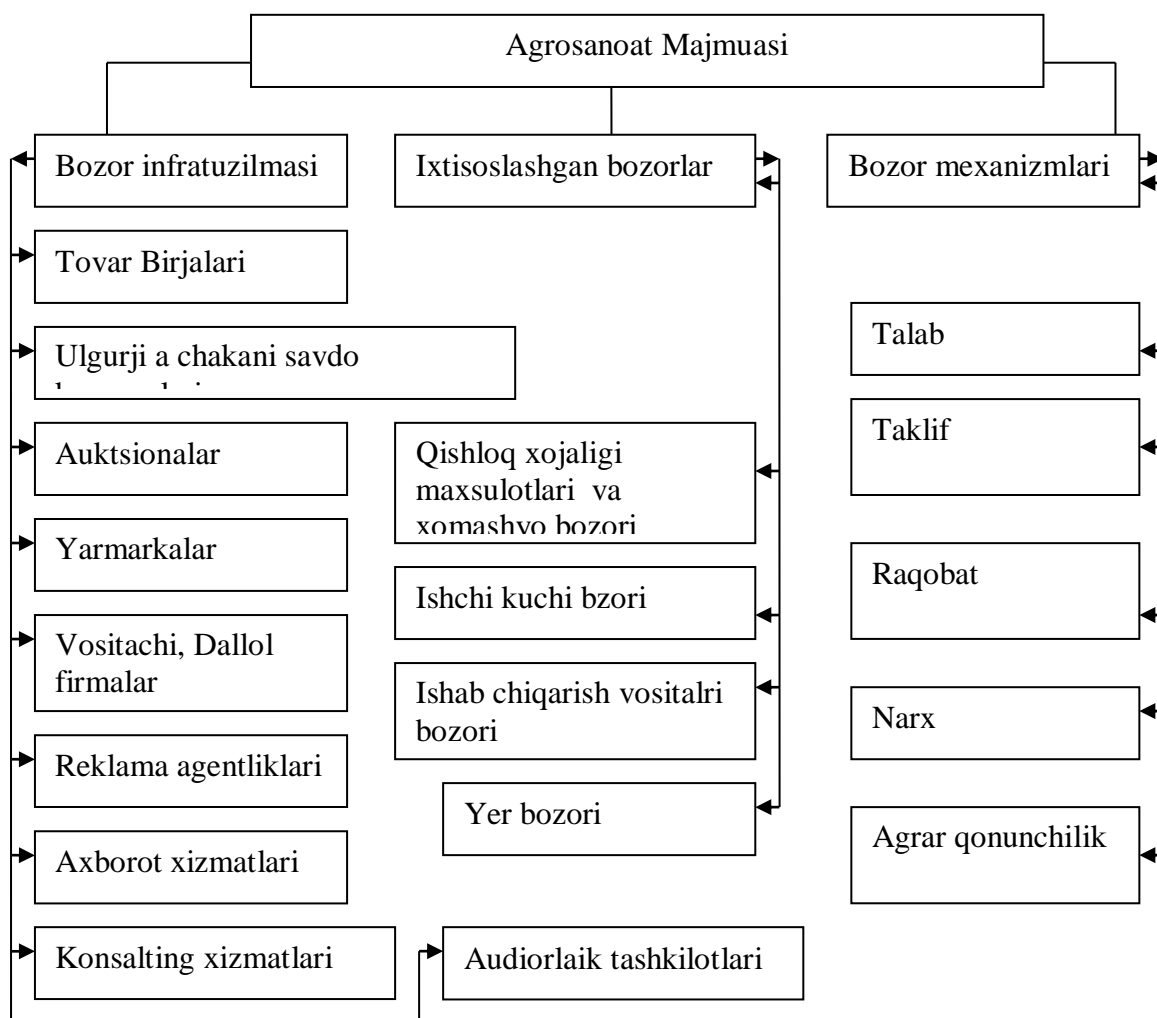 Agrosanoat Majmuasi
Bozor infratuzilmasi
Ixtisoslashgan bozorlar
Bozor mexanizmlari
Tovar Birjalari
Ulgurji a chakani savdo
Auktsionalar
Yarmarkalar
Vositachi, Dallol
firmalar
Reklama agentliklari
Axborot xizmatlari
Konsalting xizmatlari
Qishloq xojaligi
maxsulotlari va
xomashyo bozori
Ishchi kuchi bzori
Ishab chiqarish vositalri
bozori
Yer bozori
Audiorlaik tashkilotlari
Talab
Taklif
Raqobat
Narx
Agrar qonunchilik